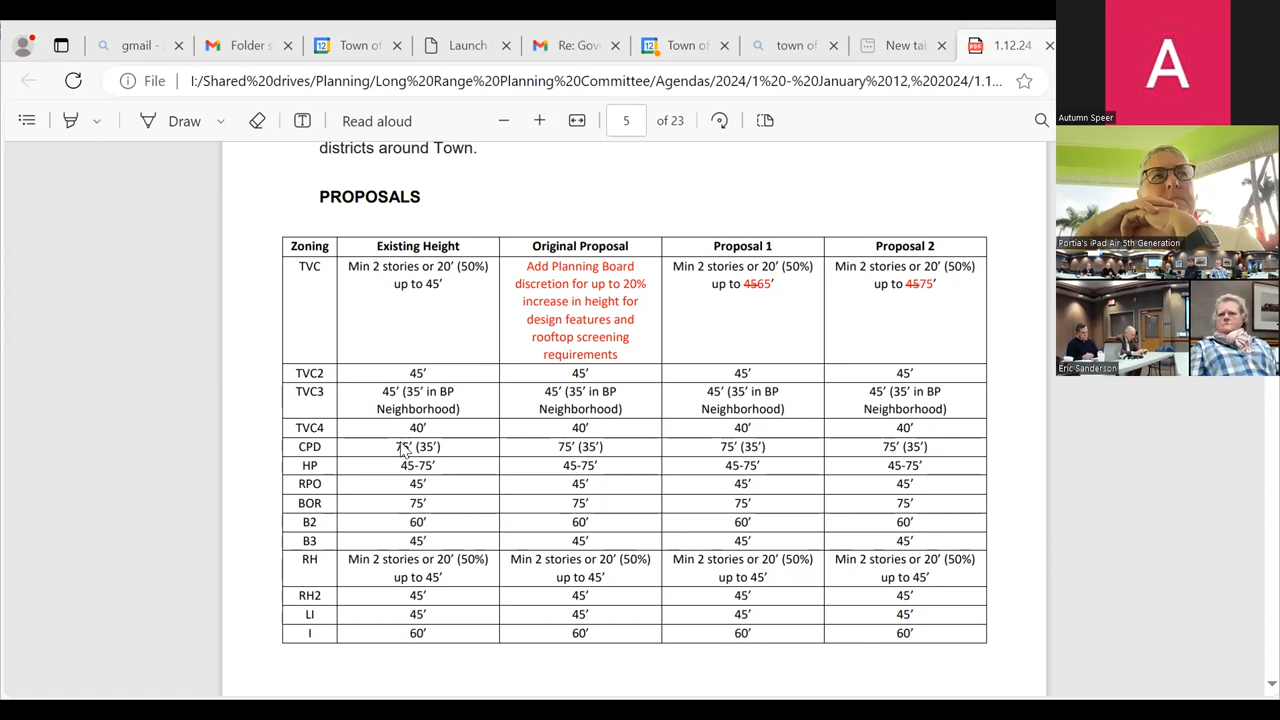 gmail -
Folder s
Town of
Launch
Re: Gov
Town of
town of
New tab
1.12.24
File
I:/Shared%20drives/Planning/Long%20Range%20Planning%20Committee/Agendas/2024/1%20-%20January%2012,%202024/1.1...
Draw
Read aloud
5
of 23
districts around Town.
PROPOSALS
Zoning Existing Height Original Proposal Proposal 1 Proposal 2
TVC Min 2 stories or 20' (50%) Add Planning Board Min 2 stories or 20' (50%) Min 2 stories or 20' (50%)
up to 45' discretion for up to 20% up to 4565' up to 4575'
increase in height for
design features and
rooftop screening
requirements
TVC2 45' 45' 45' 45'
TVC3 45' (35' in BP 45' (35' in BP 45' (35' in BP 45' (35' in BP
Neighborhood) Neighborhood) Neighborhood) Neighborhood)
TVC4 40' 40' 40' 40'
CPD 75' (35') 75' (35') 75' (35') 75' (35')
HP 45-75' 45-75' 45-75' 45-75'
RPO 45' 45' 45' 45'
BOR 75' 75' 75' 75'
B2 60' 60' 60' 60'
B3 45' 45' 45' 45'
RH Min 2 stories or 20' (50%) Min 2 stories or 20' (50%) Min 2 stories or 20' (50%) Min 2 stories or 20' (50%)
up to 45' up to 45' up to 45' up to 45'
RH2 45' 45' 45' 45'
LI 45' 45' 45' 45'
I 60' 60' 60' 60'
A
Autumn Speer
Portia's iPad Air 5th Generation
Eric Sanderson